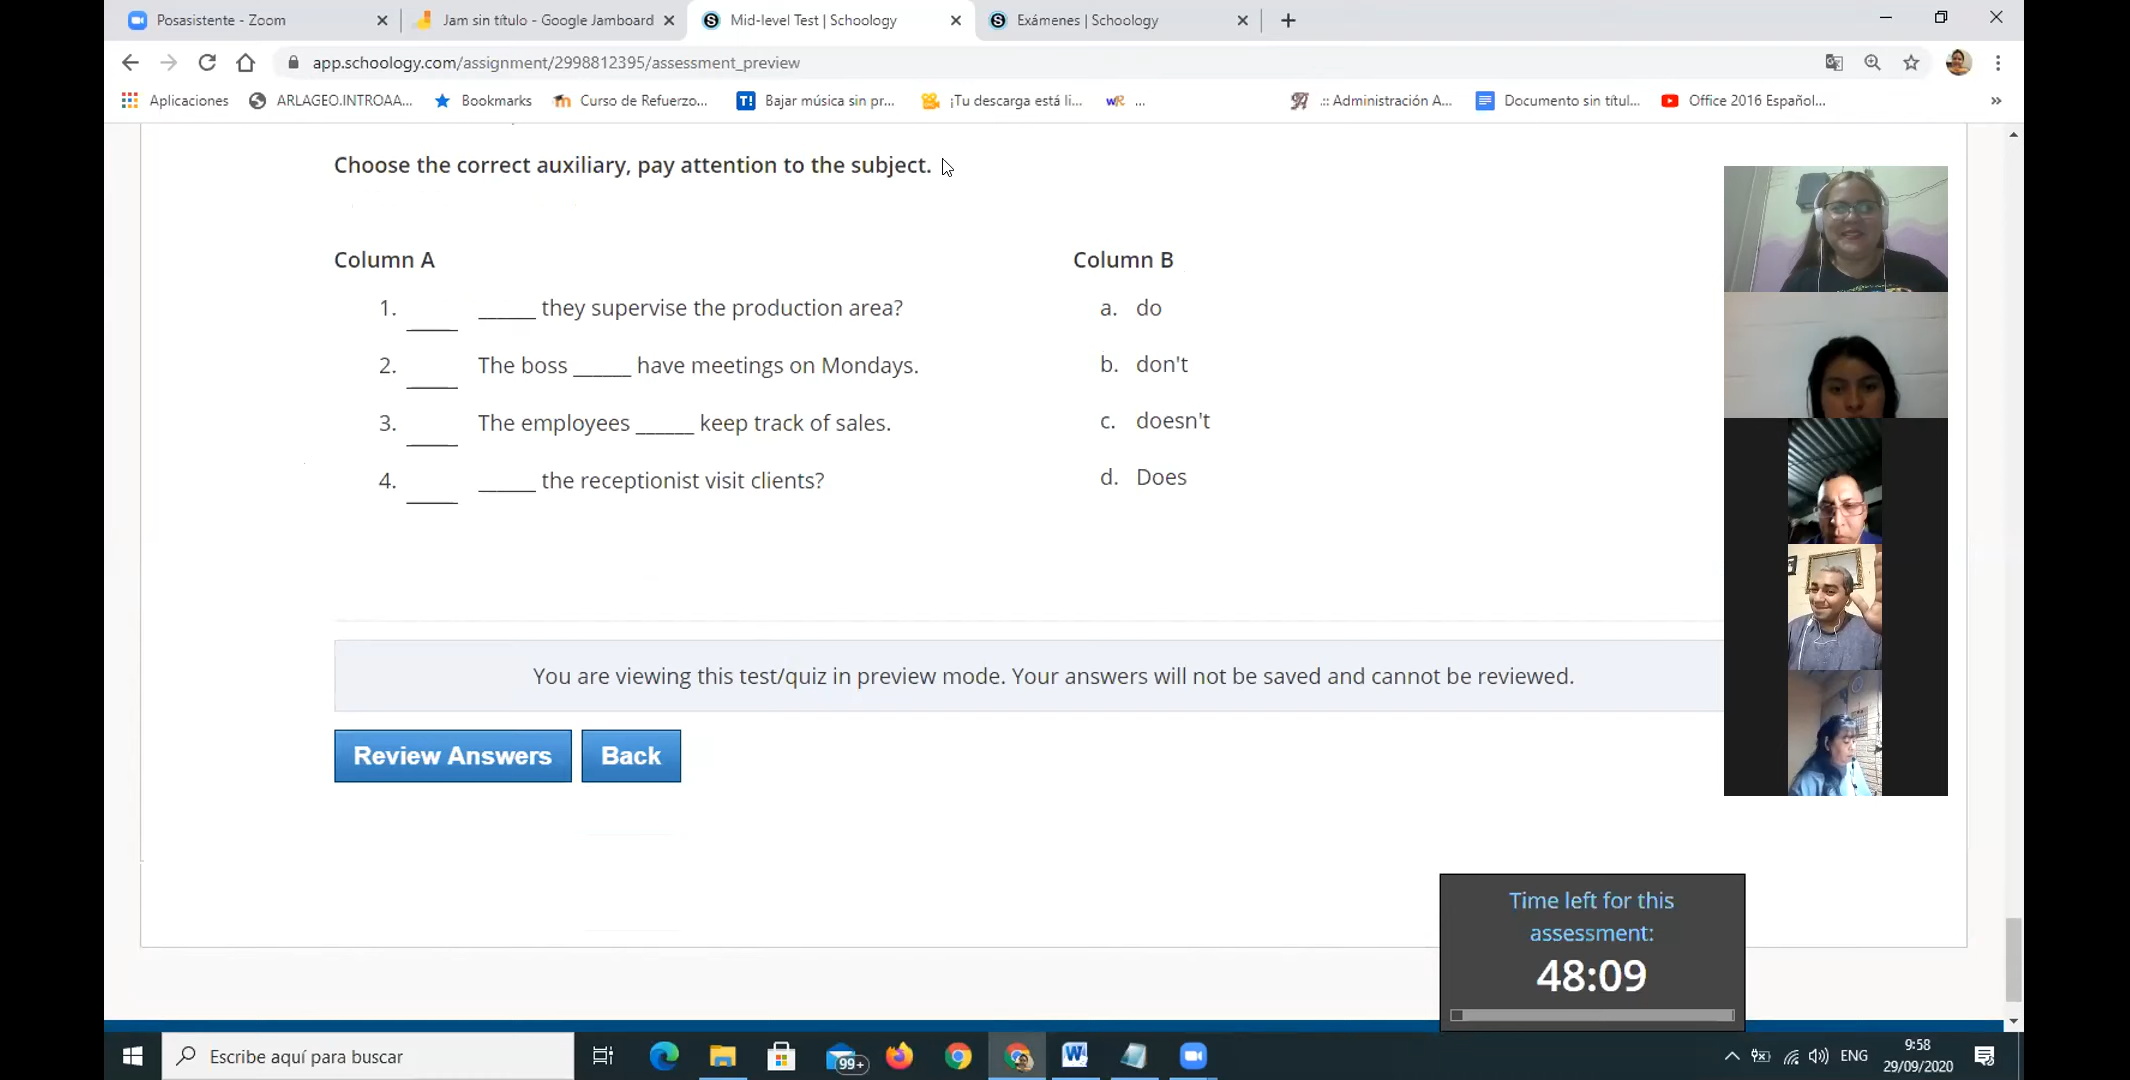 Posasistente - Zoom
Jam sin título - Google Jamboard
Mid-level Test | Schoology
Exámenes | Schoology
app.schoology.com/assignment/2998812395/assessment_preview
Aplicaciones
ARLAGEO.INTROAA...
Bookmarks
Curso de Refuerzo...
T!
Bajar música sin pr...
¡Tu descarga está li...
wR
...
.:: Administración A...
Documento sin títul...
Office 2016 Español...
»
Choose the correct auxiliary, pay attention to the subject.
Column A
Column B
1. ____ _____ they supervise the production area?
a. do
2. ____ The boss _____ have meetings on Mondays.
b. don't
3. ____ The employees _____ keep track of sales.
c. doesn't
4. ____ _____ the receptionist visit clients?
d. Does
You are viewing this test/quiz in preview mode. Your answers will not be saved and cannot be reviewed.
Review Answers
Back
Time left for this
assessment:
48:09
Escribe aquí para buscar
99+
ENG
9:58
29/09/2020